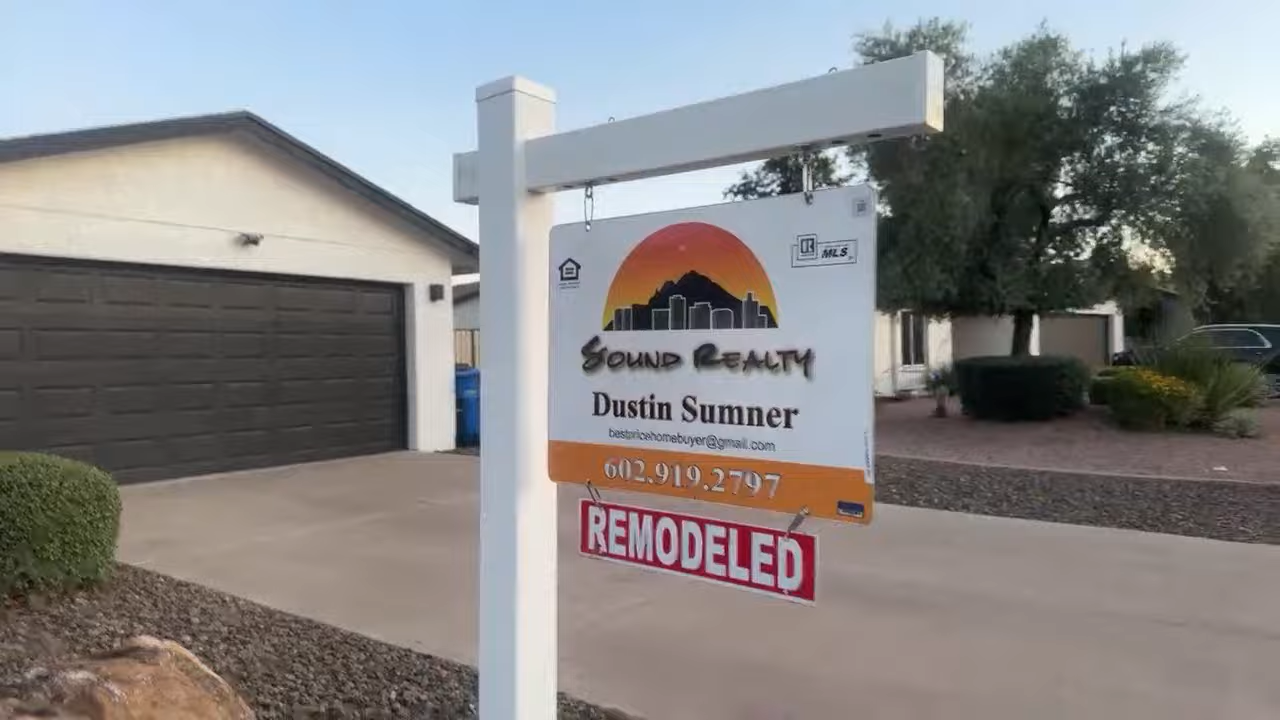 MLS
Sound Realty
Dustin Sumner
bestpricehomebuyer@gmail.com
602.919.2797
REMODELED